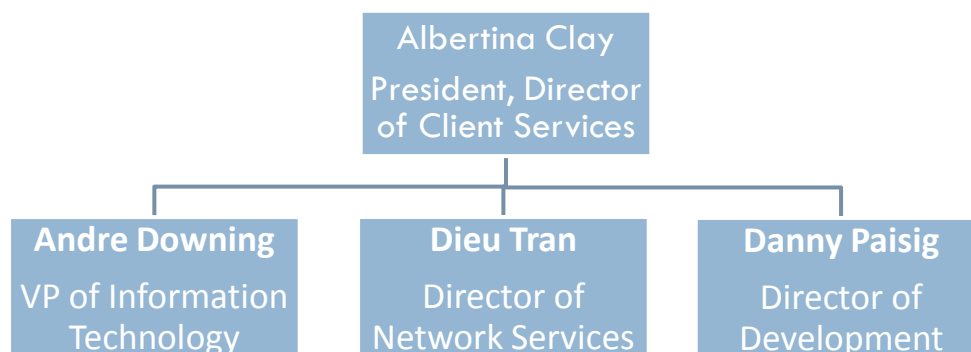 Albertina Clay
President, Director
of Client Services
Andre Downing
VP of Information
Technology
Dieu Tran
Director of
Network Services
Danny Paisig
Director of
Development